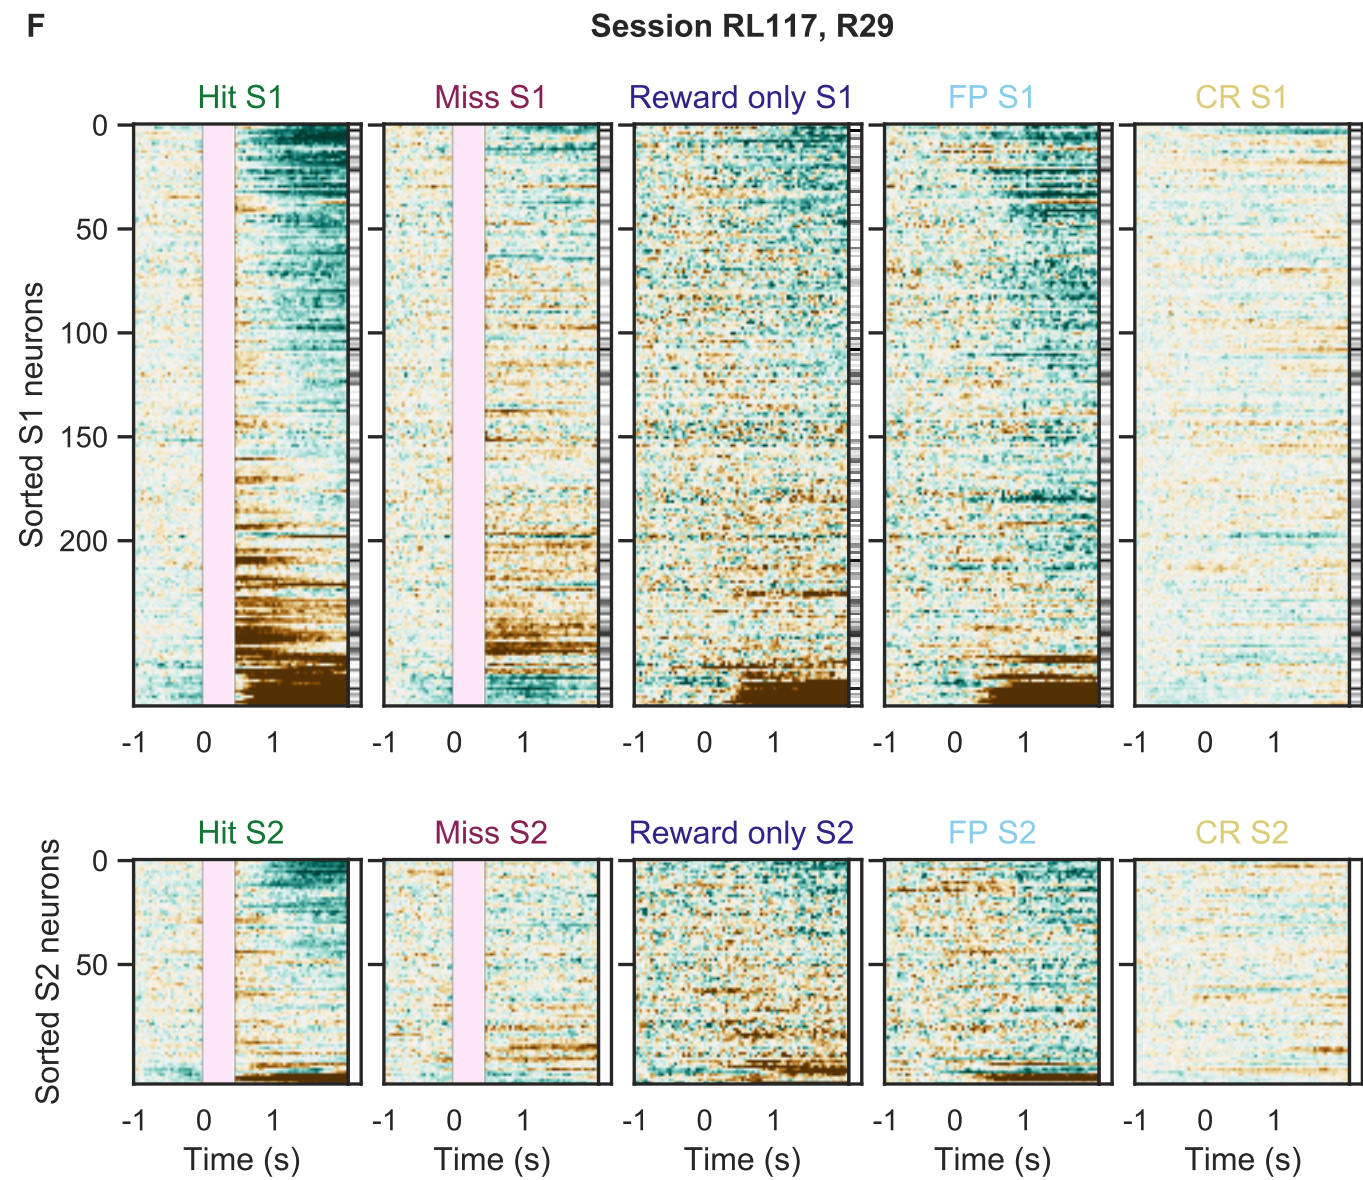 F
Session RL117, R29
Hit S1 Miss S1 Reward only S1 FP S1 CR S1
0
50
100
150
200
Sorted S1 neurons
-1 0 1 -1 0 1 -1 0 1 -1 0 1 -1 0 1
Hit S2 Miss S2 Reward only S2 FP S2 CR S2
0
50
Sorted S2 neurons
-1 0 1 -1 0 1 -1 0 1 -1 0 1 -1 0 1
Time (s) Time (s) Time (s) Time (s) Time (s)